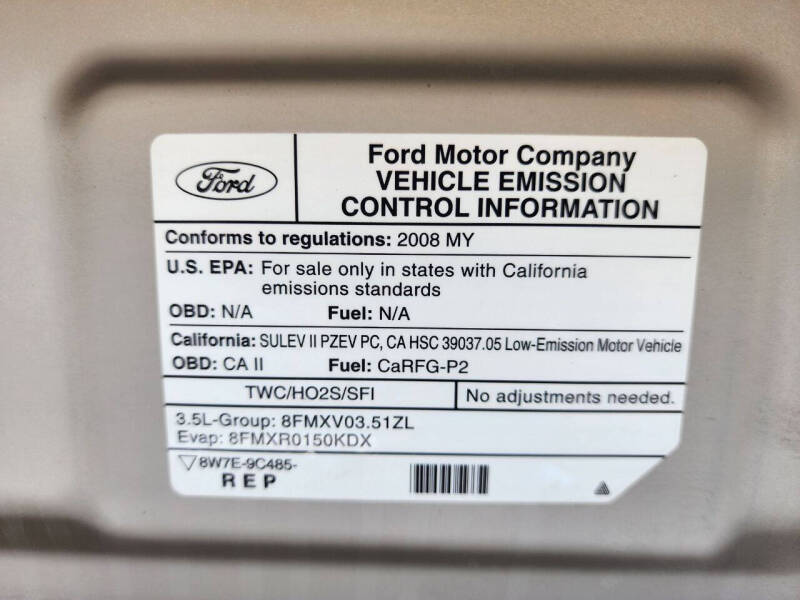 Ford
Ford Motor Company
VEHICLE EMISSION
CONTROL INFORMATION
Conforms to regulations: 2008 MY
U.S. EPA: For sale only in states with California
emissions standards
OBD: N/A Fuel: N/A
California: SULEV II PZEV PC, CA HSC 39037.05 Low-Emission Motor Vehicle
OBD: CA II Fuel: CaRFG-P2
TWC/HO2S/SFI No adjustments needed.
3.5L-Group: 8FMXV03.51ZL
Evap: 8FMXR0150KDX
8W7E-9C485-
REP